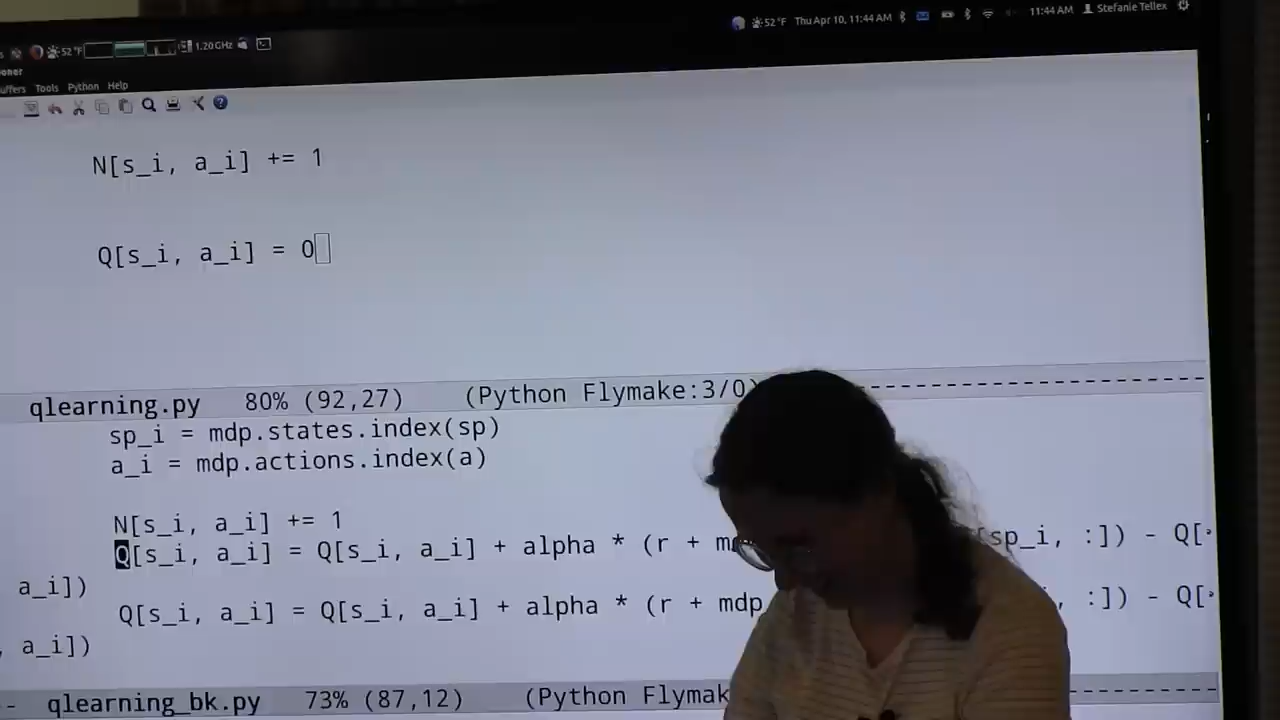 52 °F Thu Apr 10, 11:44 AM 11:44 AM Stefanie Tellex
52 °F 1.20 GHz
oner
uffers Tools Python Help
N[s_i, a_i] += 1
Q[s_i, a_i] = 0
qlearning.py 80% (92,27) (Python Flymake:3/0)----------------------------
sp_i = mdp.states.index(sp)
a_i = mdp.actions.index(a)
N[s_i, a_i] += 1
Q[s_i, a_i] = Q[s_i, a_i] + alpha * (r + m [sp_i, :]) - Q[
a_i])
Q[s_i, a_i] = Q[s_i, a_i] + alpha * (r + mdp , :]) - Q[
, a_i])
-- qlearning_bk.py 73% (87,12) (Python Flymak ------------